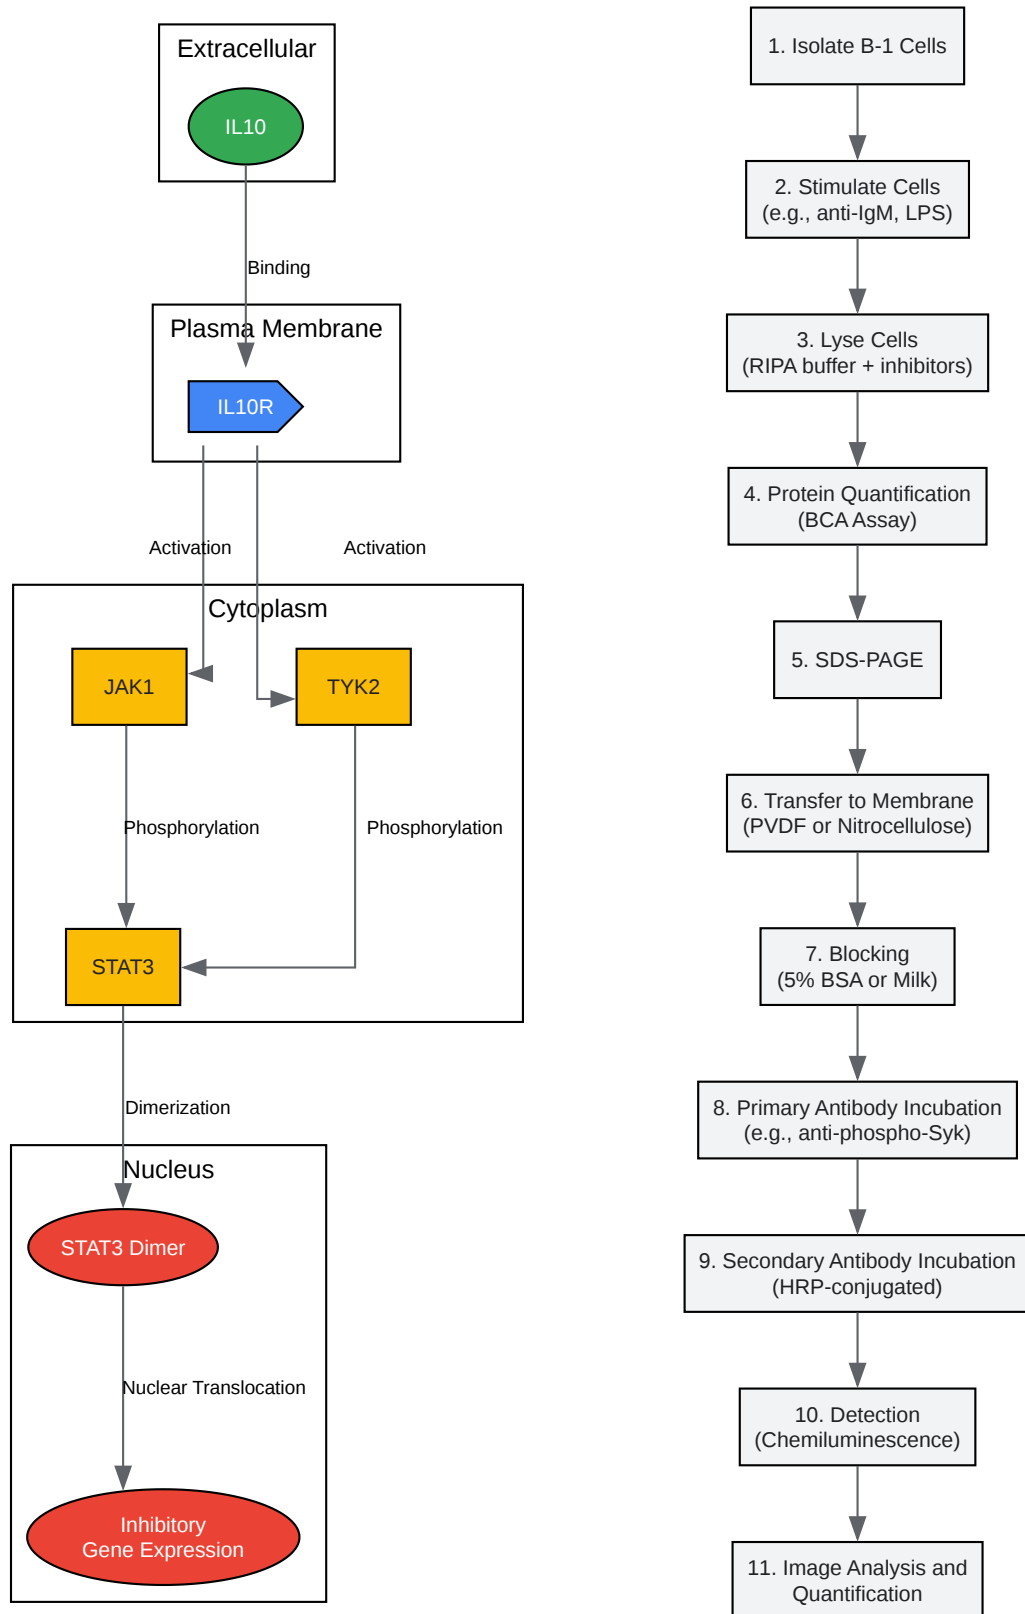 Extracellular
IL10
Binding
Plasma Membrane
IL10R
Activation
Activation
Cytoplasm
JAK1
TYK2
Phosphorylation
Phosphorylation
STAT3
Dimerization
Nucleus
STAT3 Dimer
Nuclear Translocation
Inhibitory
Gene Expression
1. Isolate B-1 Cells
2. Stimulate Cells
(e.g., anti-IgM, LPS)
3. Lyse Cells
(RIPA buffer + inhibitors)
4. Protein Quantification
(BCA Assay)
5. SDS-PAGE
6. Transfer to Membrane
(PVDF or Nitrocellulose)
7. Blocking
(5% BSA or Milk)
8. Primary Antibody Incubation
(e.g., anti-phospho-Syk)
9. Secondary Antibody Incubation
(HRP-conjugated)
10. Detection
(Chemiluminescence)
11. Image Analysis and
Quantification